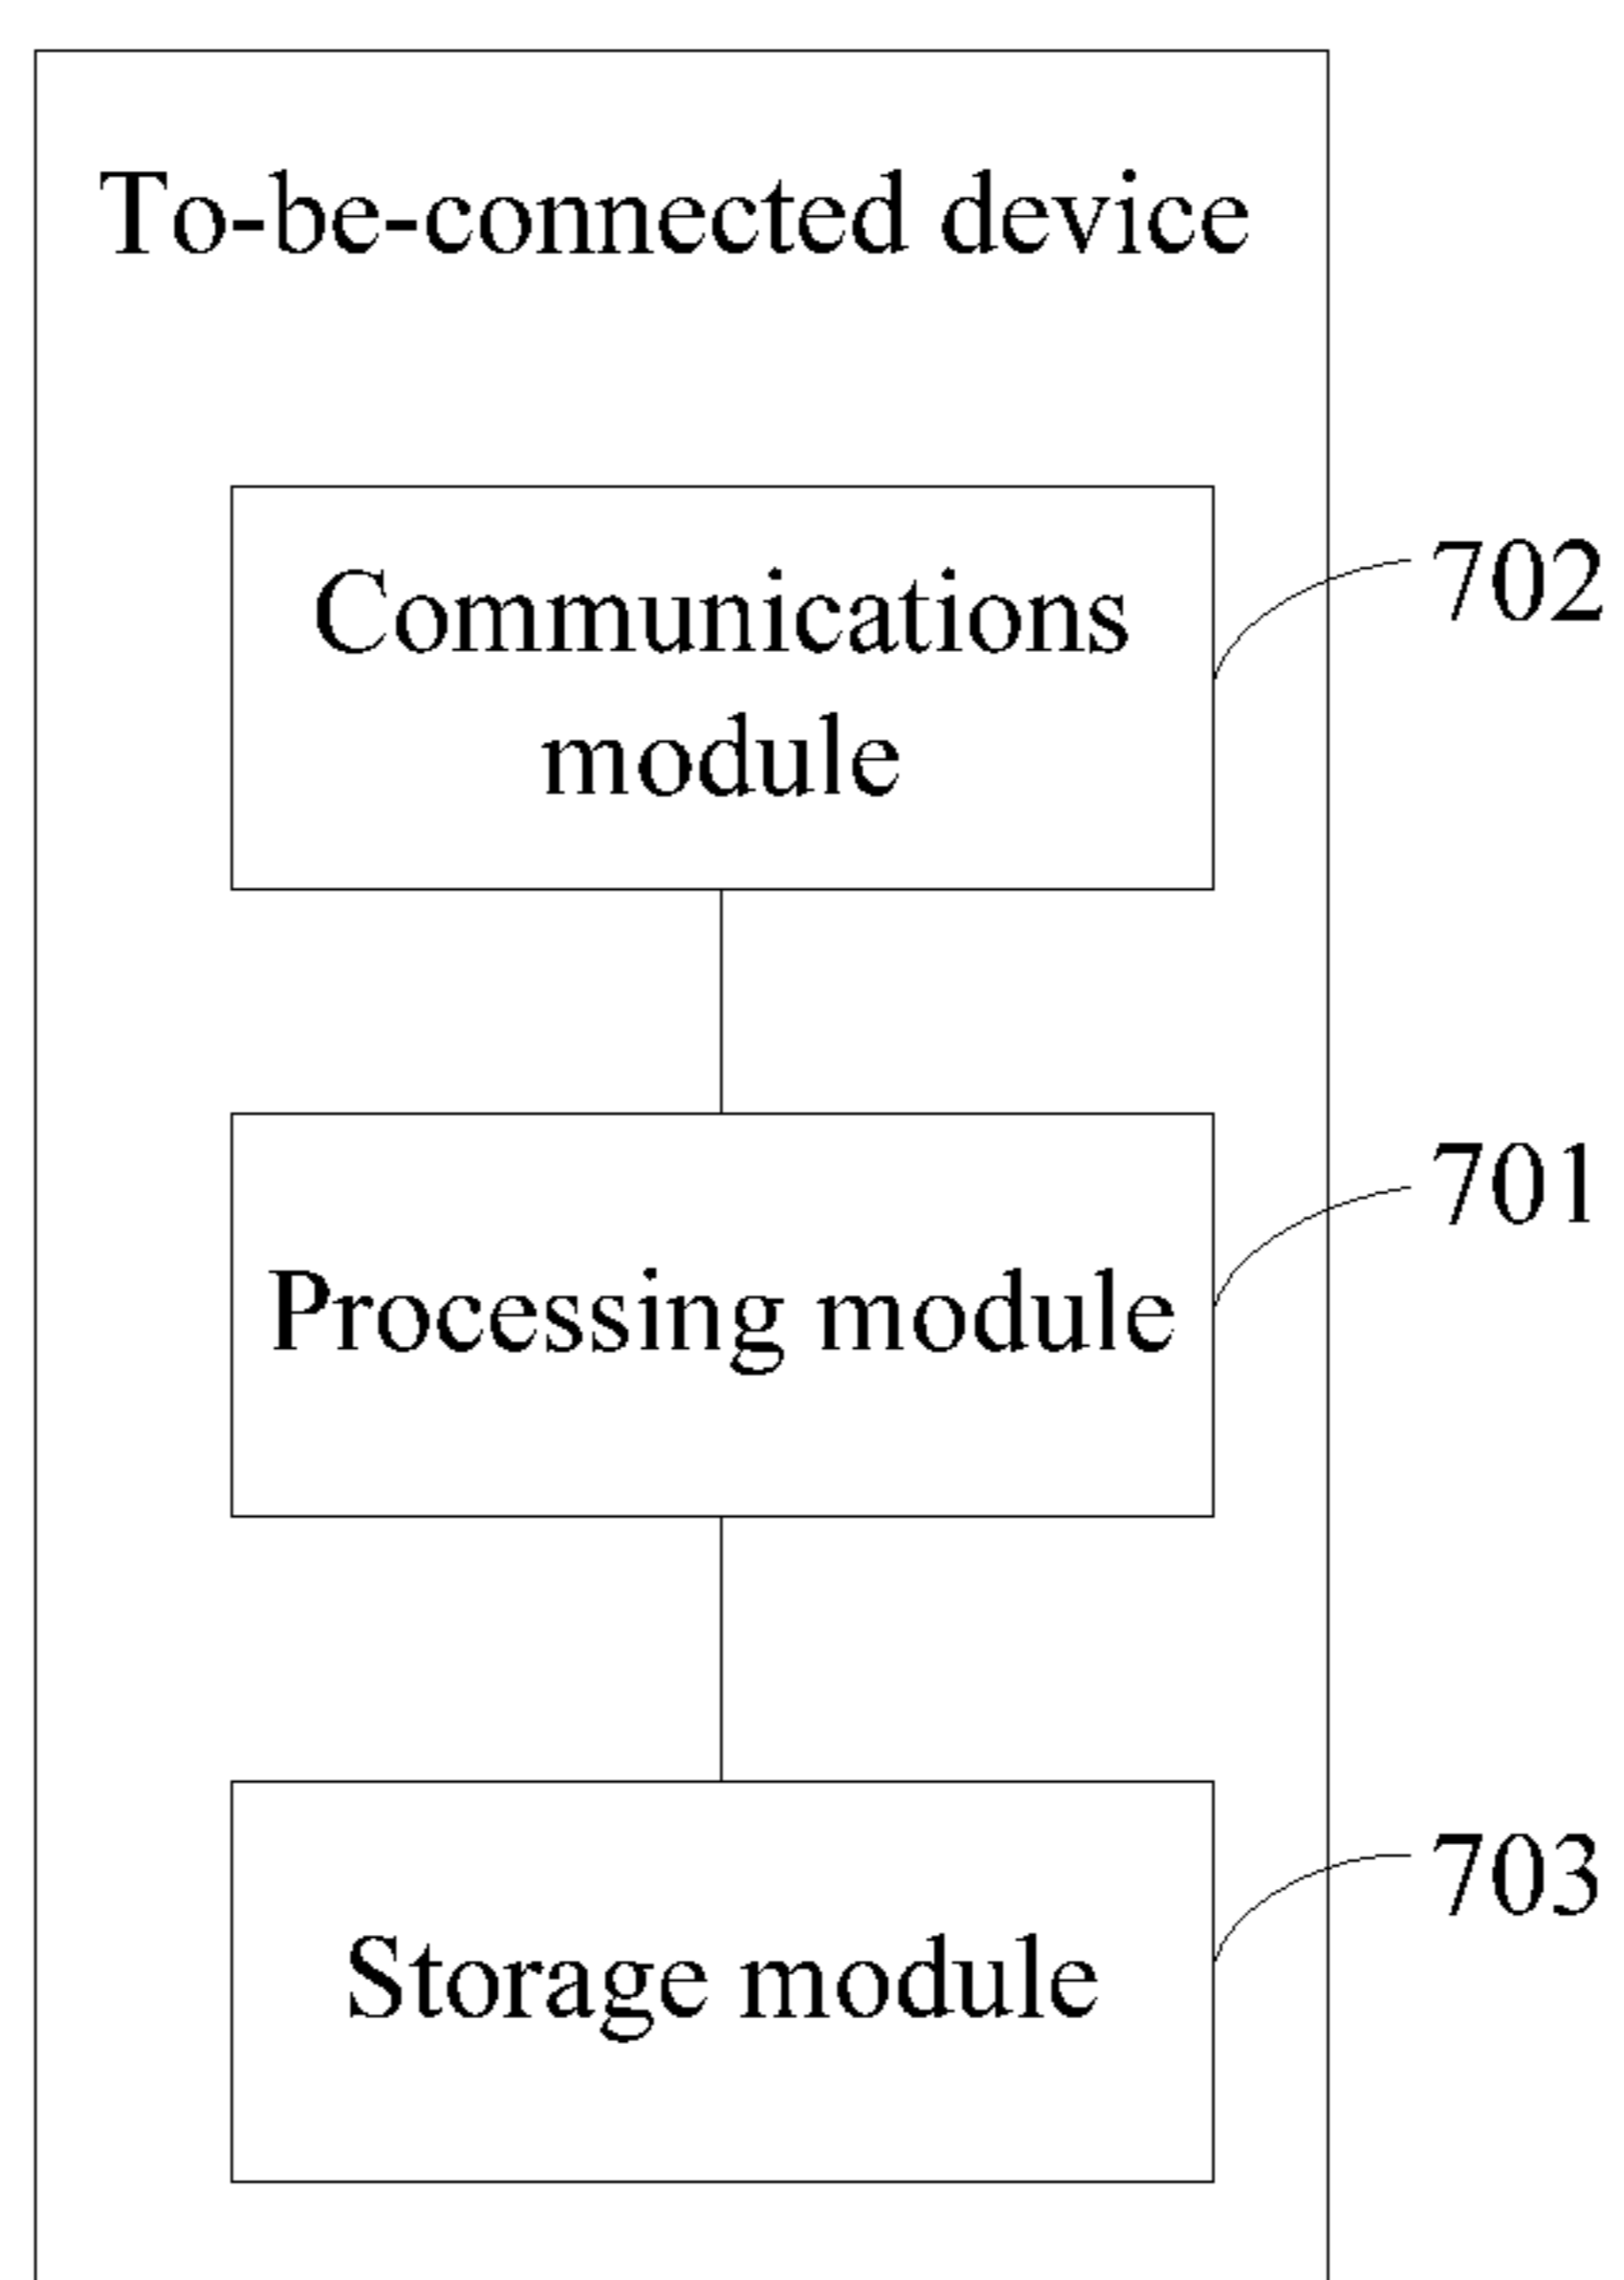 To-be-connected device
Communications
module
702
Processing module
701
Storage module
703